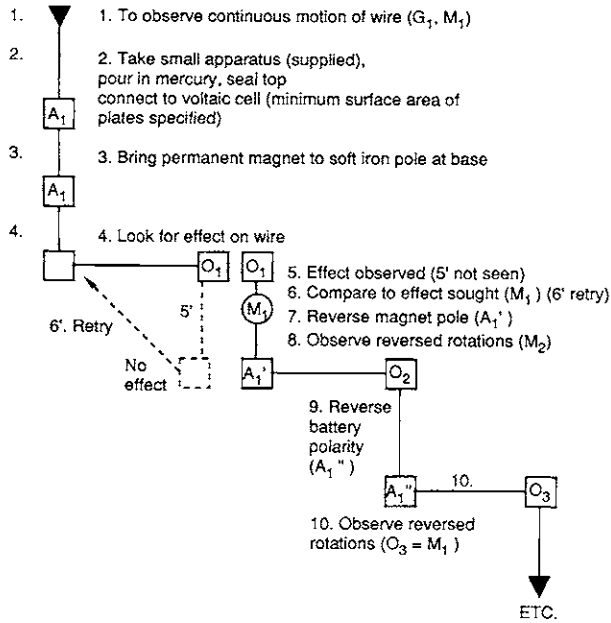 1. 1. To observe continuous motion of wire (G₁, M₁)
2. 2. Take small apparatus (supplied),
pour in mercury, seal top
connect to voltaic cell (minimum surface area of
plates specified)
A₁
3. 3. Bring permanent magnet to soft iron pole at base
A₁
4. 4. Look for effect on wire
O₁ O₁
5. Effect observed (5' not seen)
5' M₁ 6. Compare to effect sought (M₁) (6' retry)
6'. Retry 7. Reverse magnet pole (A₁')
8. Observe reversed rotations (M₂)
No
effect A₁' O₂
9. Reverse
battery
polarity
(A₁")
A₁" 10. O₃
10. Observe reversed
rotations (O₃ = M₁)
ETC.